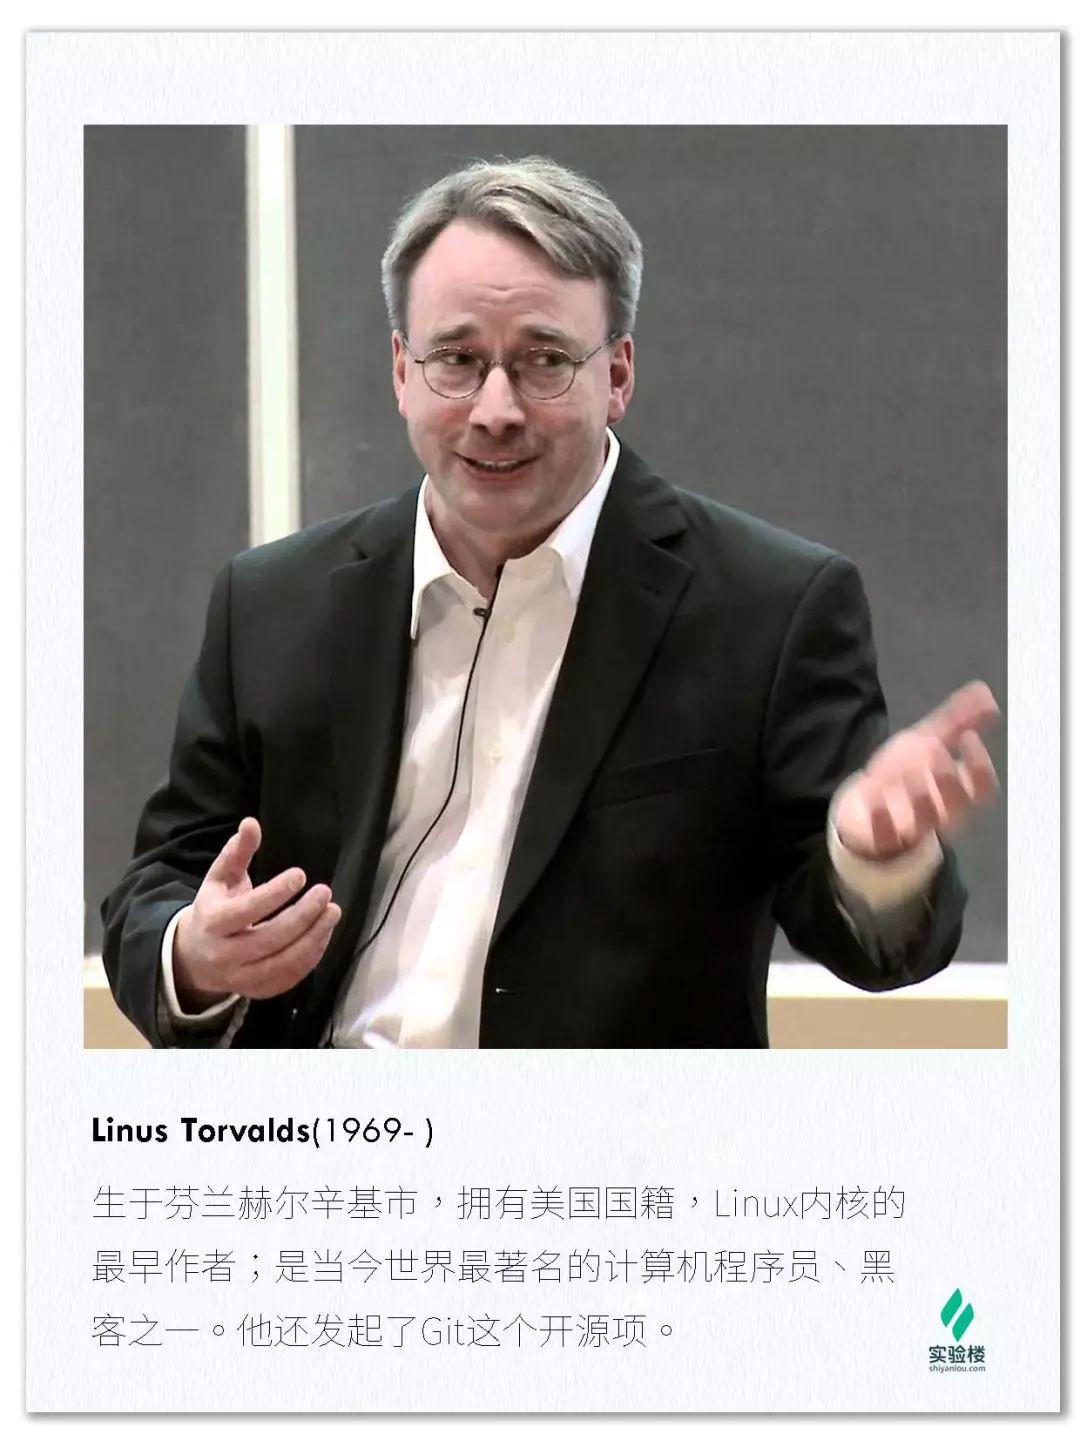 Linus Torvalds(1969- )
生于芬兰赫尔辛基市，拥有美国国籍，Linux内核的
最早作者；是当今世界最著名的计算机程序员、黑
客之一。他还发起了Git这个开源项。
实验楼
shiyanlou.com